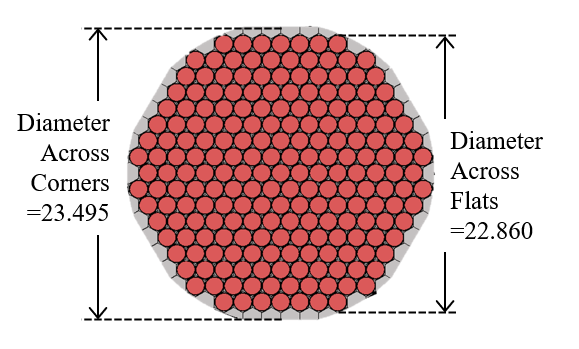 Diameter
Across
Corners
=23.495
Diameter
Across
Flats
=22.860